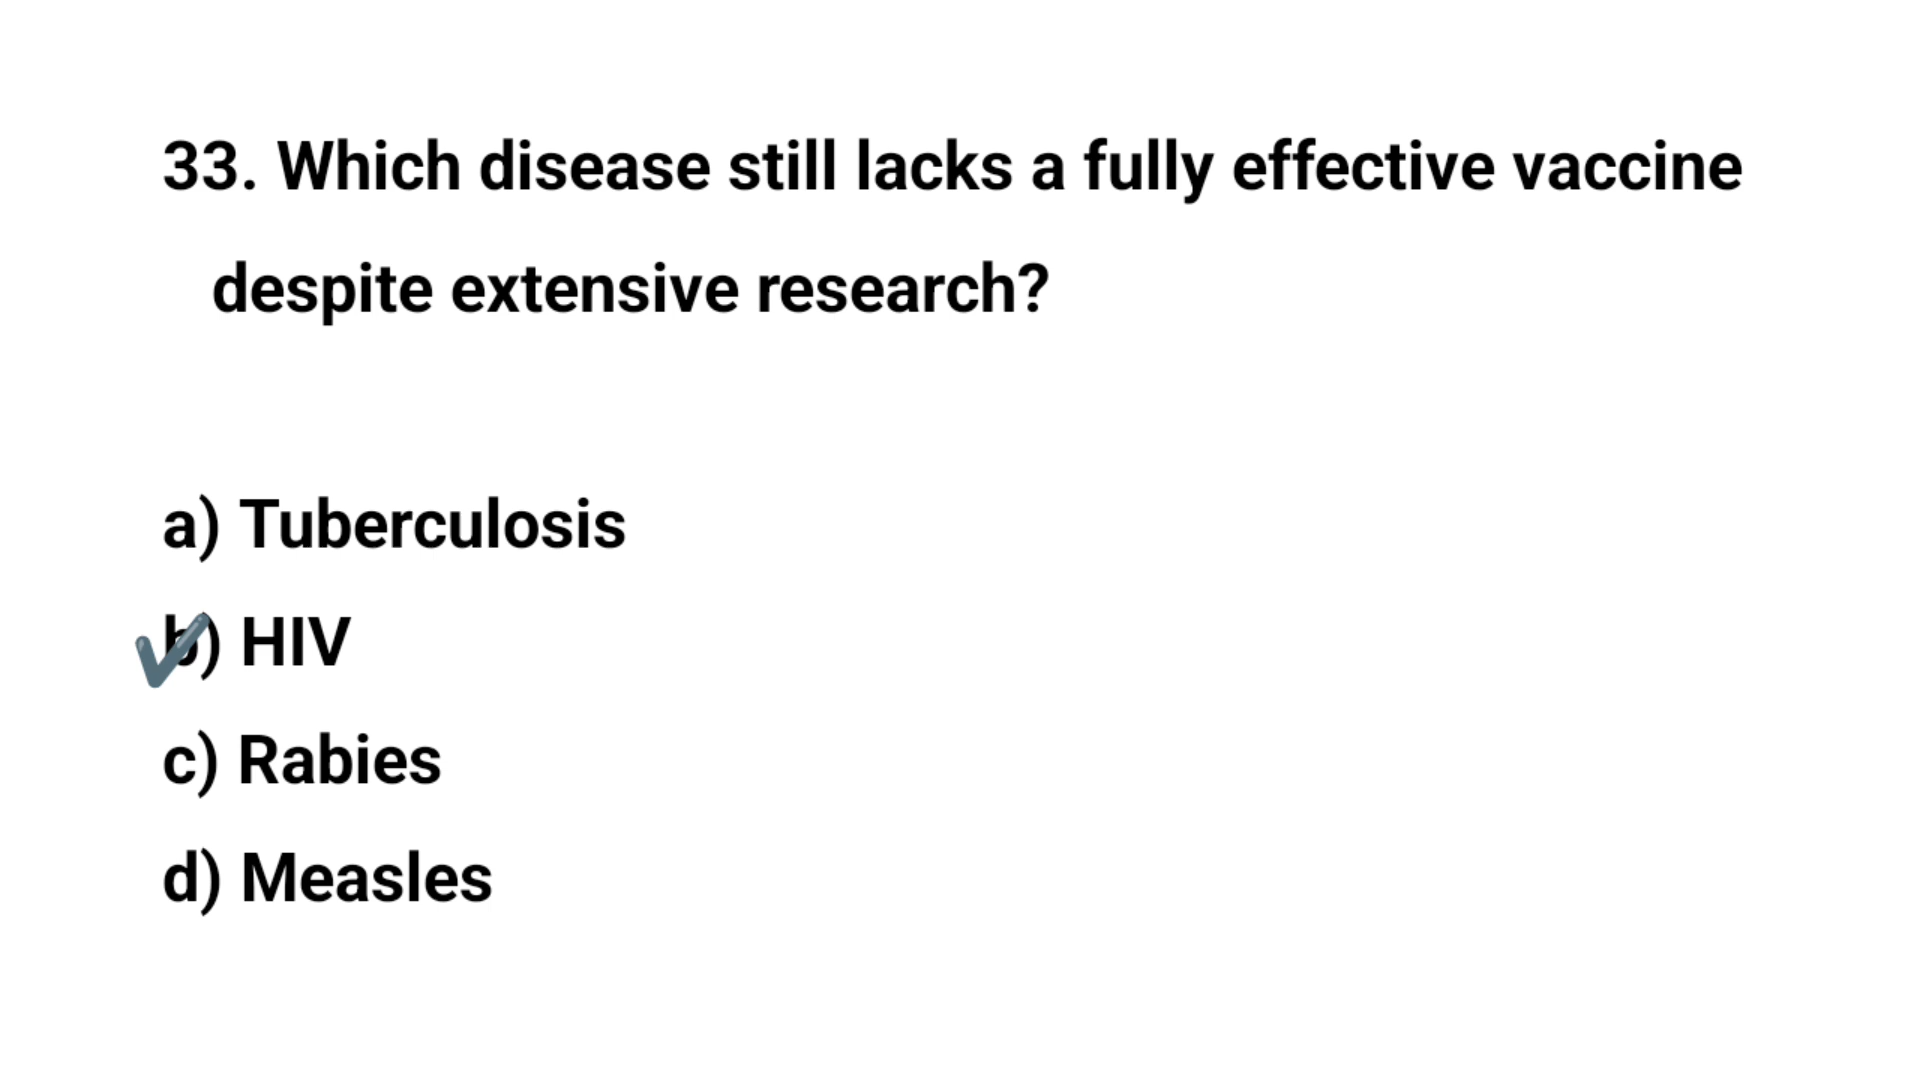 33. Which disease still lacks a fully effective vaccine
despite extensive research?
a) Tuberculosis
b) HIV
c) Rabies
d) Measles